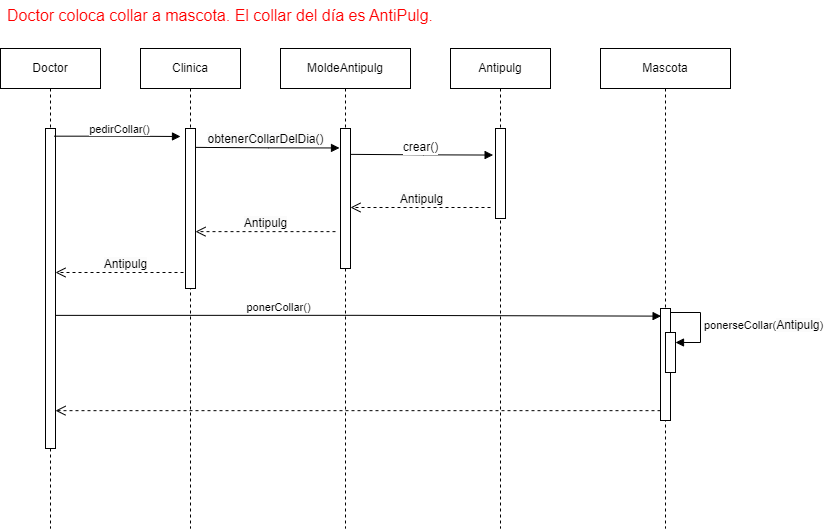 Doctor coloca collar a mascota. El collar del día es AntiPulg.
Doctor
Clinica
MoldeAntipulg
Antipulg
Mascota
pedirCollar()
obtenerCollarDelDia()
crear()
Antipulg
Antipulg
Antipulg
ponerCollar()
ponerseCollar(Antipulg)